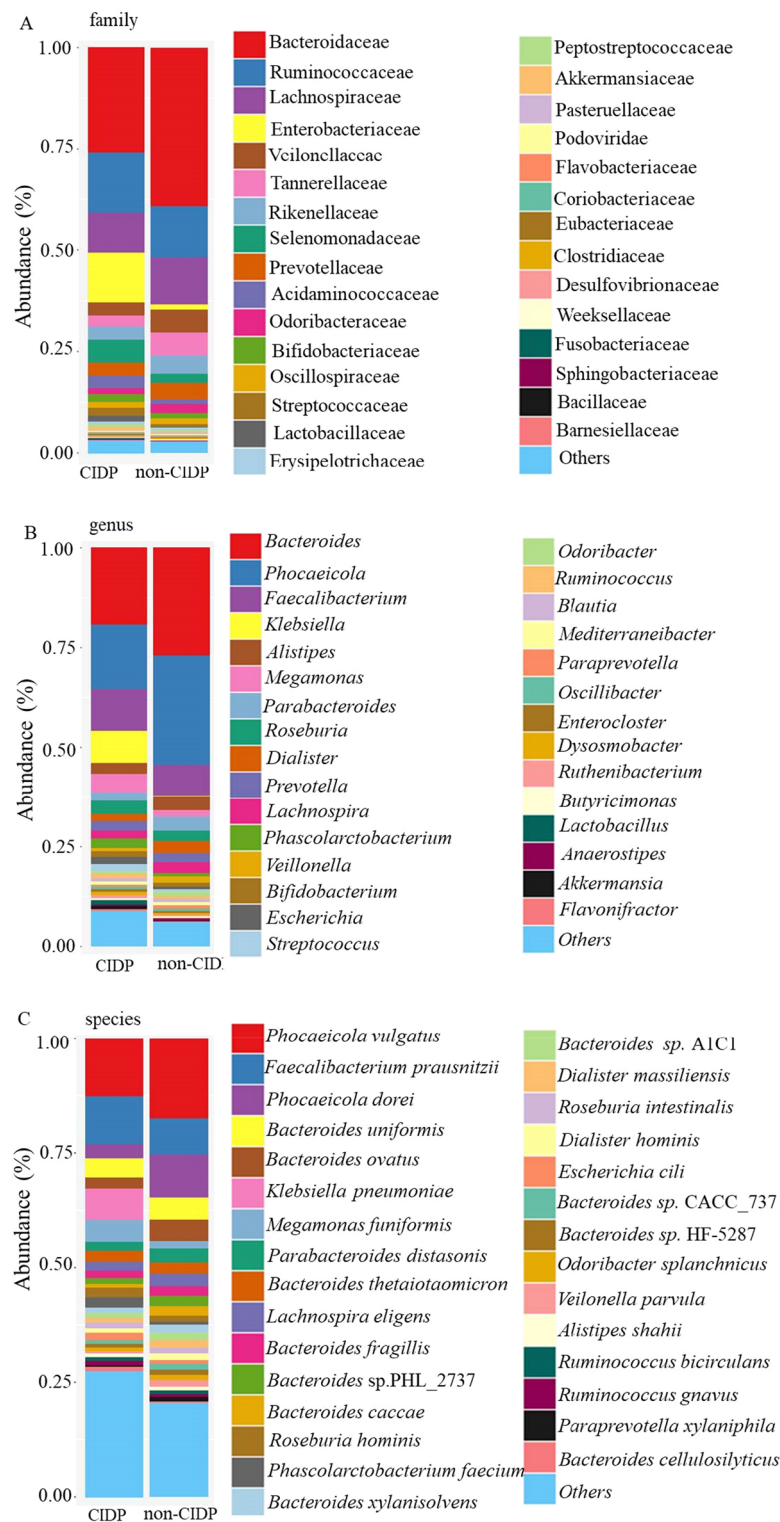 A family
1.00
0.75
0.50
0.25
0.00
Abundance (%)
CIDP non-CIDP
Bacteroidaceae
Ruminococcaceae
Lachnospiraceae
Enterobacteriaceae
Vciloncllaccac
Tannerellaceae
Rikenellaceae
Selenomonadaceae
Prevotellaceae
Acidaminococcaceae
Odoribacteraceae
Bifidobacteriaceae
Oscillospiraceae
Streptococcaceae
Lactobacillaceae
Erysipelotrichaceae
Peptostreptococcaceae
Akkermansiaceae
Pasteruellaceae
Podoviridae
Flavobacteriaceae
Coriobacteriaceae
Eubacteriaceae
Clostridiaceae
Desulfovibrionaceae
Weeksellaceae
Fusobacteriaceae
Sphingobacteriaceae
Bacillaceae
Barnesiellaceae
Others
B genus
1.00
0.75
0.50
0.25
0.00
Abundance (%)
CIDP non-CID
Bacteroides
Phocaeicola
Faecalibacterium
Klebsiella
Alistipes
Megamonas
Parabacteroides
Roseburia
Dialister
Prevotella
Lachnospira
Phascolarctobacterium
Veillonella
Bifidobacterium
Escherichia
Streptococcus
Odoribacter
Ruminococcus
Blautia
Mediterraneibacter
Paraprevotella
Oscillibacter
Enterocloster
Dysosmobacter
Ruthenibacterium
Butyricimonas
Lactobacillus
Anaerostipes
Akkermansia
Flavonifractor
Others
C species
1.00
0.75
0.50
0.25
0.00
Abundance (%)
CIDP non-CIDP
Phocaeicola vulgatus
Faecalibacterium prausnitzii
Phocaeicola dorei
Bacteroides uniformis
Bacteroides ovatus
Klebsiella pneumoniae
Megamonas funiformis
Parabacteroides distasonis
Bacteroides thetaiotaomicron
Lachnospira eligens
Bacteroides fragillis
Bacteroides sp.PHL_2737
Bacteroides caccae
Roseburia hominis
Phascolarctobacterium faecium
Bacteroides xylanisolvens
Bacteroides sp. A1C1
Dialister massiliensis
Roseburia intestinalis
Dialister hominis
Escherichia cili
Bacteroides sp. CACC_737
Bacteroides sp. HF-5287
Odoribacter splanchnicus
Veilonella parvula
Alistipes shahii
Ruminococcus bicirculans
Ruminococcus gnavus
Paraprevotella xylaniphila
Bacteroides cellulosilyticus
Others